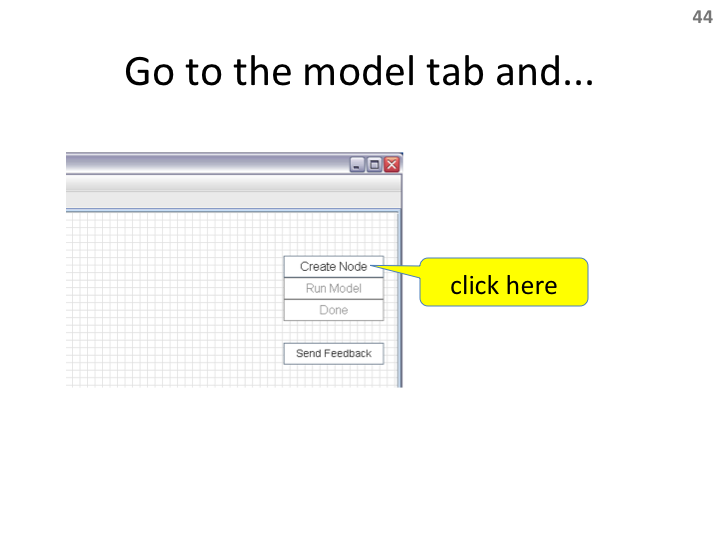 44
Go to the model tab and...
Create Node
Run Model
Done
Send Feedback
click here